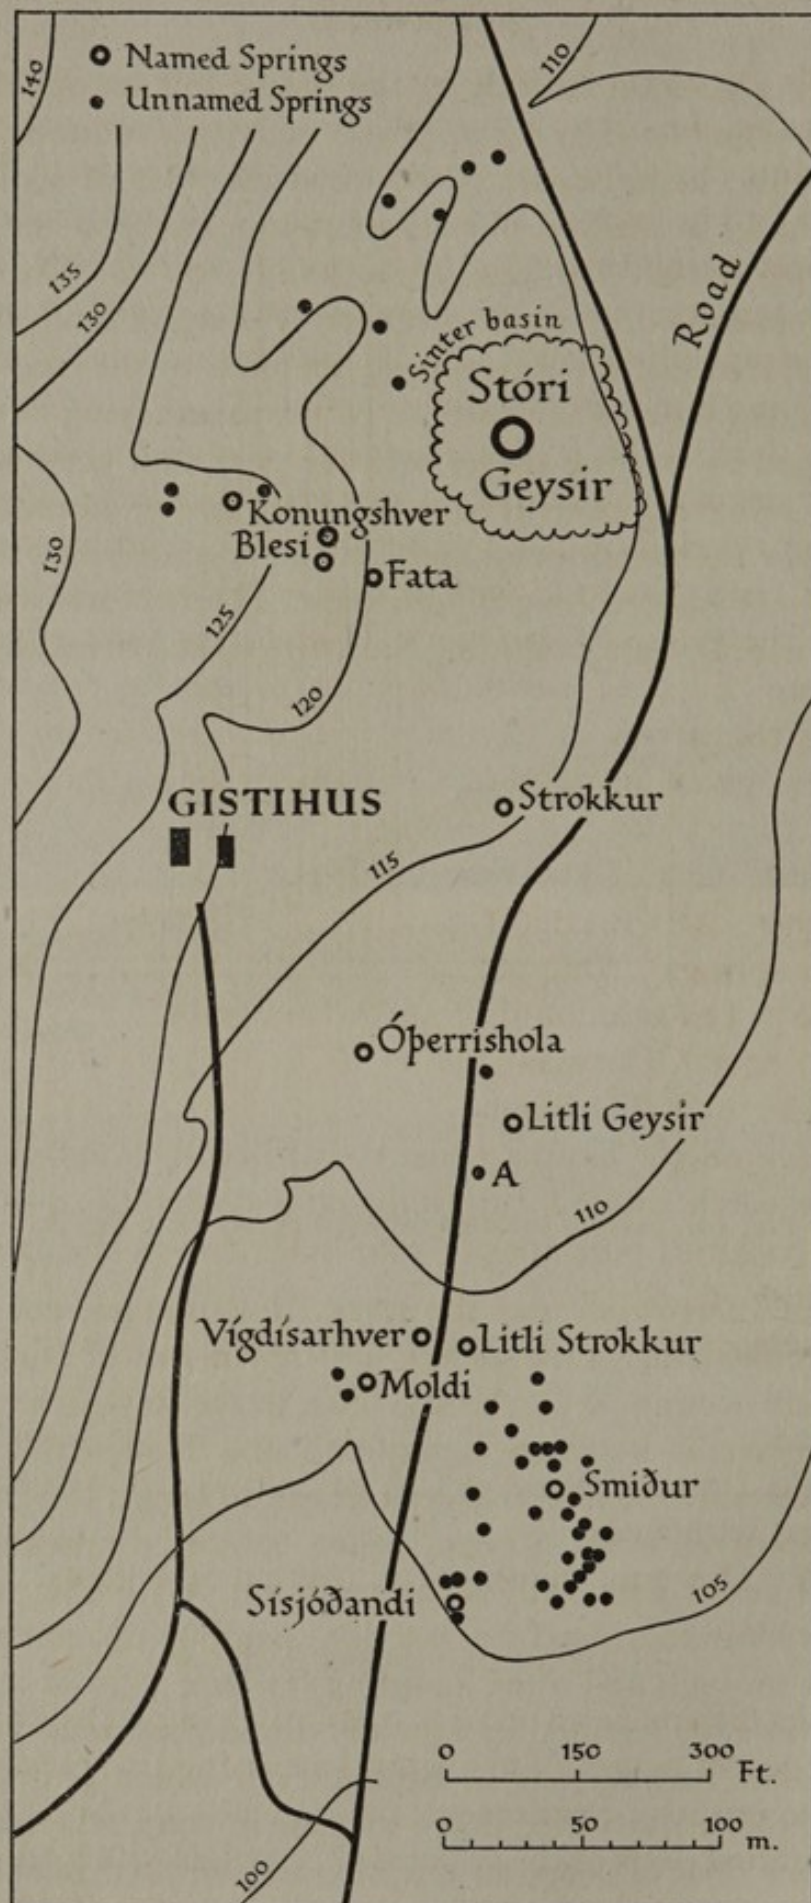 Named Springs
Unnamed Springs
140
110
135
130
Road
Sinter basin
Stóri
Geysir
Konungshver
Blesi
130
Fata
125
120
GISTIHUS
Strokkur
115
Óþerrishola
Litli Geysir
A
110
Vígdísarhver
Litli Strokkur
Moldi
Smiður
Sísjóðandi
105
0 150 300 Ft.
0 50 100 m.
100